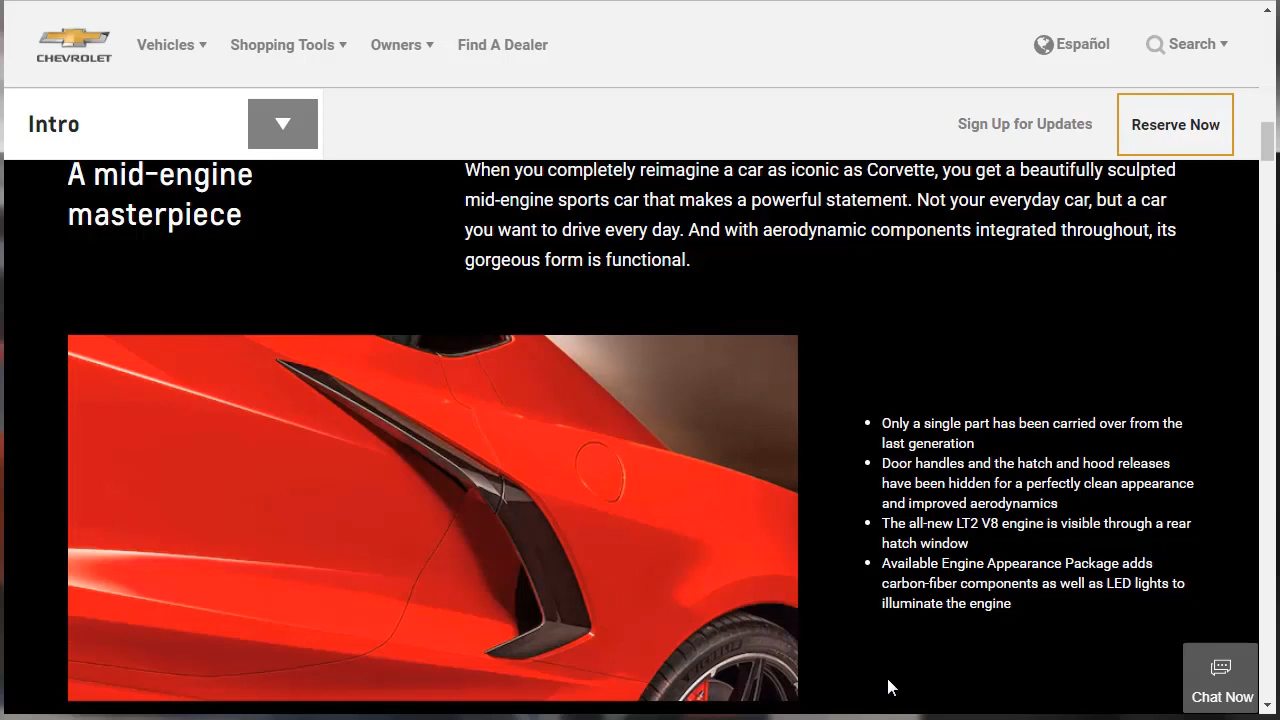 CHEVROLET
Vehicles
Shopping Tools
Owners
Find A Dealer
Español
Search
Intro
Sign Up for Updates
Reserve Now
A mid-engine
masterpiece
When you completely reimagine a car as iconic as Corvette, you get a beautifully sculpted
mid-engine sports car that makes a powerful statement. Not your everyday car, but a car
you want to drive every day. And with aerodynamic components integrated throughout, its
gorgeous form is functional.
• Only a single part has been carried over from the
last generation
• Door handles and the hatch and hood releases
have been hidden for a perfectly clean appearance
and improved aerodynamics
• The all-new LT2 V8 engine is visible through a rear
hatch window
• Available Engine Appearance Package adds
carbon-fiber components as well as LED lights to
illuminate the engine
Chat Now